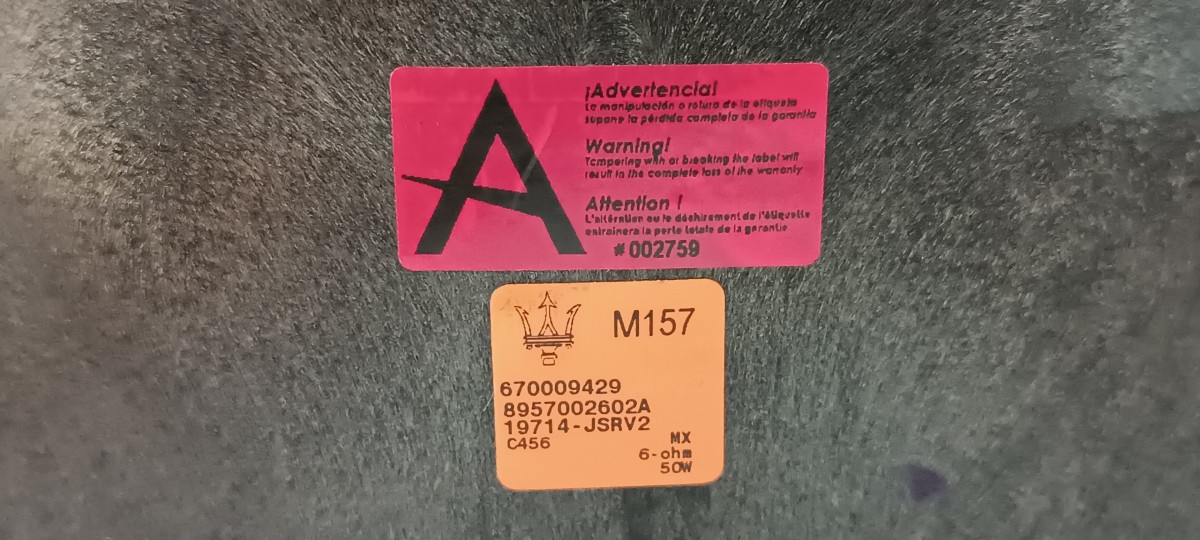 ¡Advertencia!
La manipulación o rotura de la etiqueta
supone la pérdida completa de la garantía
Warning!
Tempering with or breaking the label will
result in the complete loss of the warranty
Attention !
L'altération ou le déchirement de l'étiquette
entraînera la perte totale de la garantie
#002759
M157
670009429
8957002602A
19714-JSRV2
C456
MX
6-ohm
50W